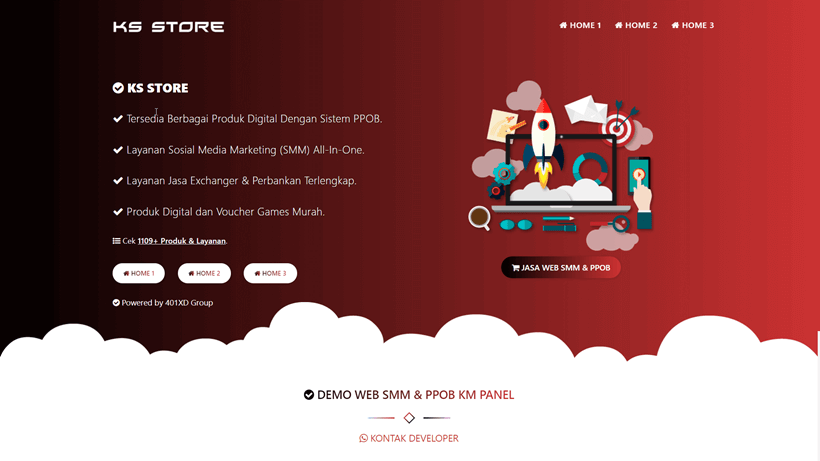 KS STORE
HOME 1 HOME 2 HOME 3
KS STORE
Tersedia Berbagai Produk Digital Dengan Sistem PPOB.
Layanan Sosial Media Marketing (SMM) All-In-One.
Layanan Jasa Exchanger & Perbankan Terlengkap.
Produk Digital dan Voucher Games Murah.
Cek 1109+ Produk & Layanan.
HOME 1 HOME 2 HOME 3
JASA WEB SMM & PPOB
Powered by 401XD Group
DEMO WEB SMM & PPOB KM PANEL
KONTAK DEVELOPER